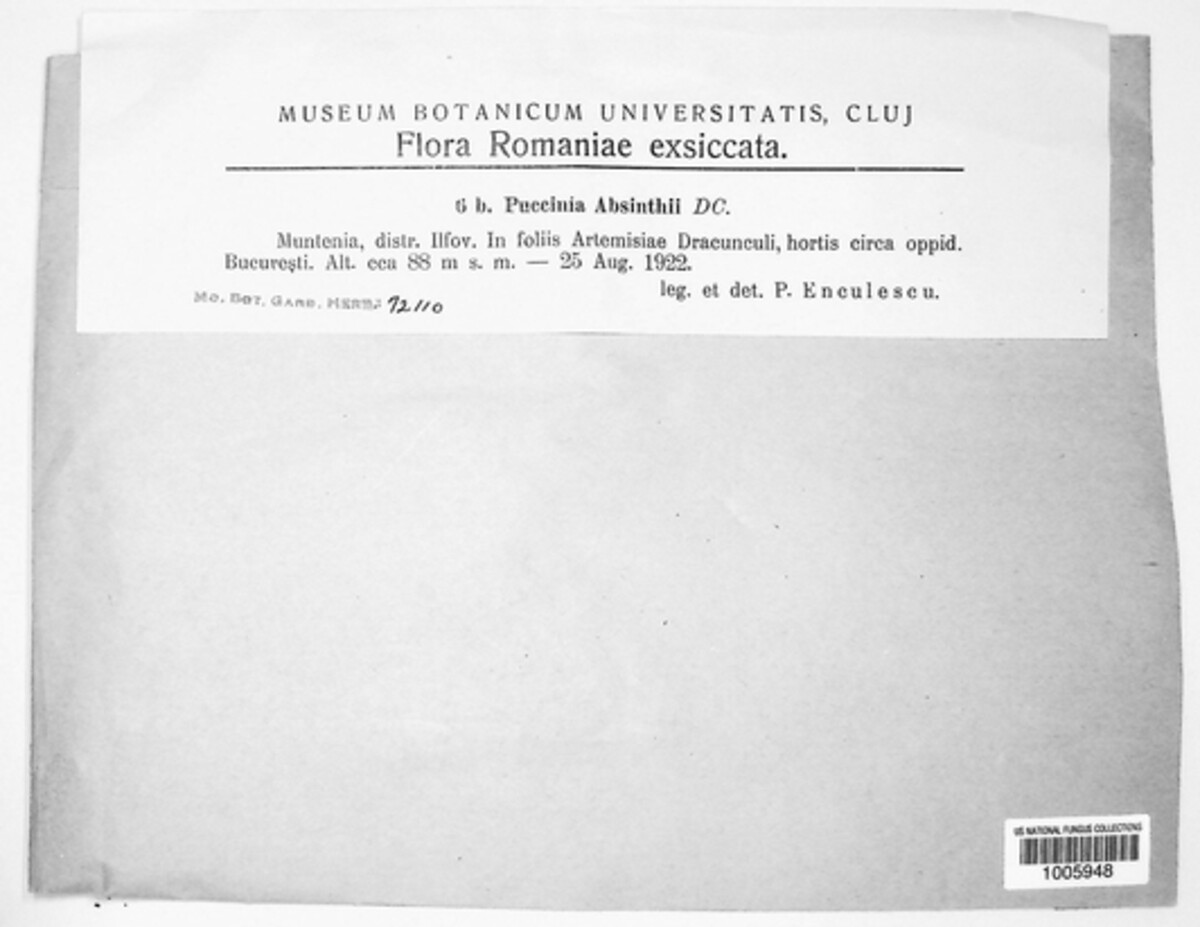 MUSEUM BOTANICUM UNIVERSITATIS, CLUJ
Flora Romaniae exsiccata.
6 b. Puccinia Absinthii DC.
Muntenia, distr. Ilfov. In foliis Artemisiae Dracunculi, hortis circa oppid.
București. Alt. cca 88 m s. m. — 25 Aug. 1922.
leg. et det. P. Enculescu.
MO. BOT. GARD. HERB. 72110
US NATIONAL FUNGUS COLLECTIONS
1005948